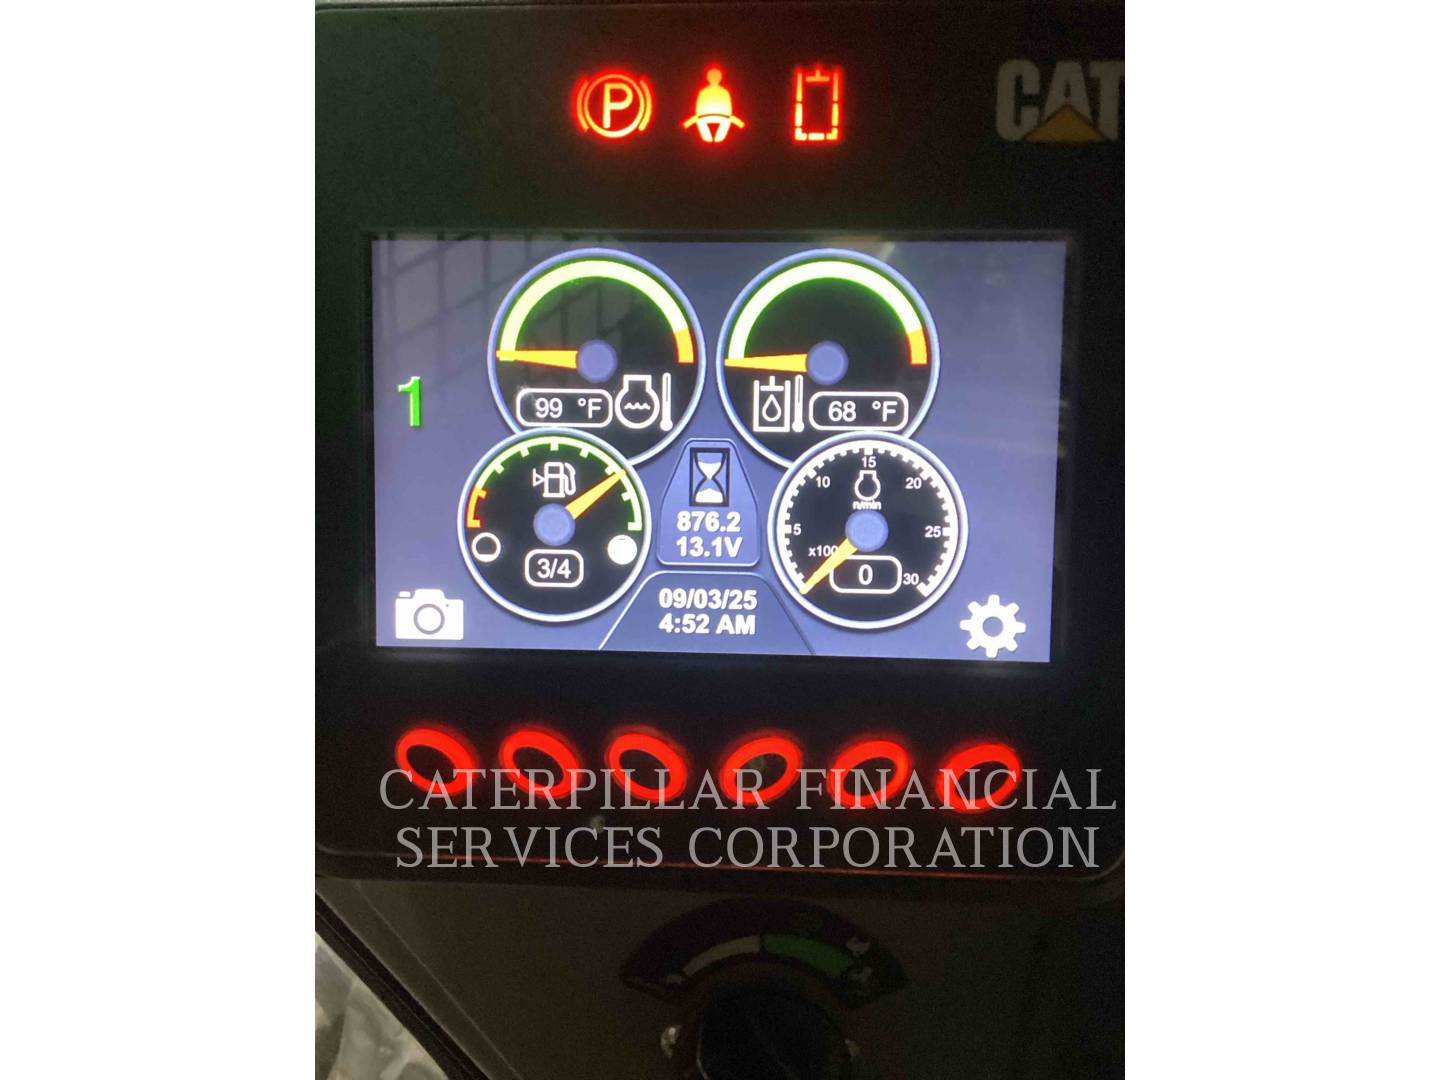 P
CAT
1
99 °F
68 °F
15
10
20
n/min
5
25
x100
30
0
3/4
876.2
13.1V
09/03/25
4:52 AM
CATERPILLAR FINANCIAL
SERVICES CORPORATION